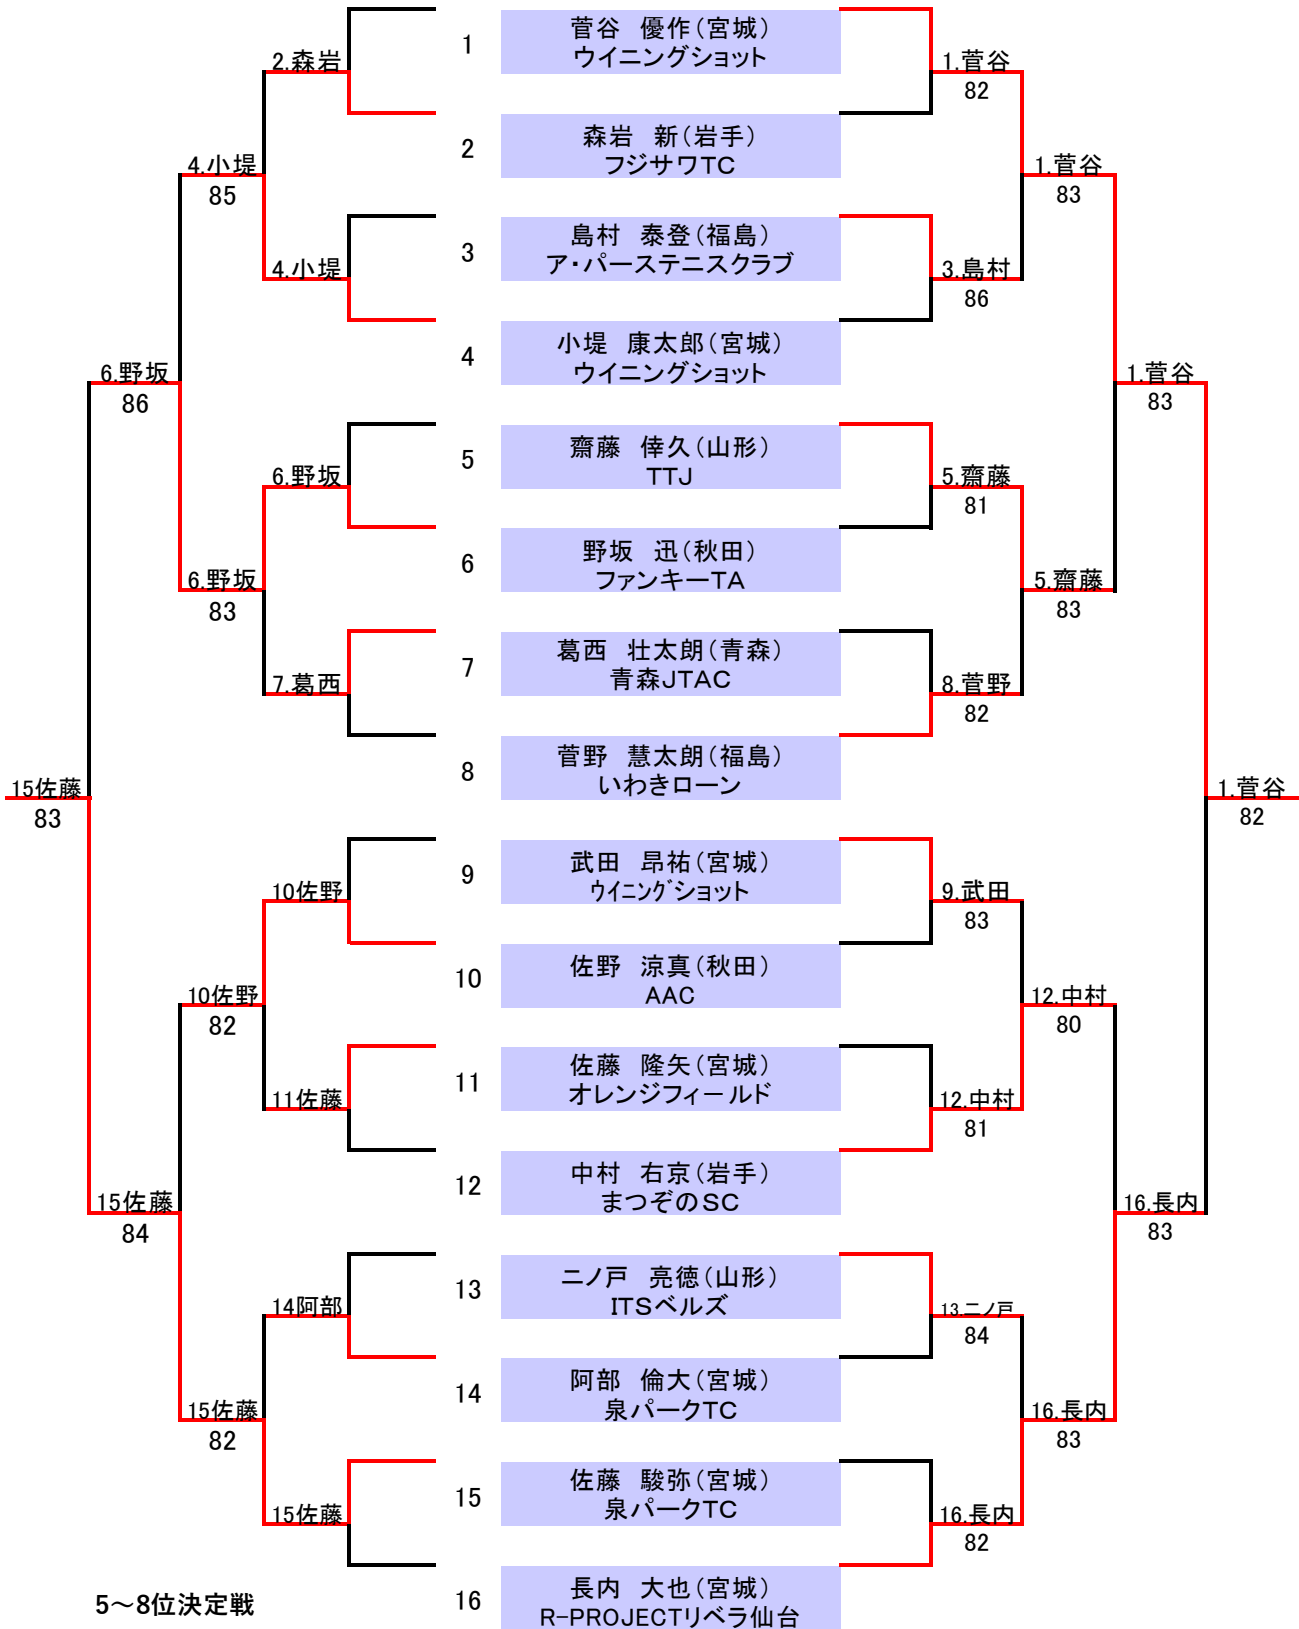 1
菅谷　優作(宮城)
ウイニングショット
2
森岩　新(岩手)
フジサワTC
3
島村　泰登(福島)
ア・パーステニスクラブ
4
小堤　康太郎(宮城)
ウイニングショット
5
齋藤　倖久(山形)
TTJ
6
野坂　迅(秋田)
ファンキーTA
7
葛西　壮太朗(青森)
青森JTAC
8
菅野　慧太朗(福島)
いわきローン
9
武田　昂祐(宮城)
ウイニングショット
10
佐野　涼真(秋田)
AAC
11
佐藤　隆矢(宮城)
オレンジフィールド
12
中村　右京(岩手)
まつぞのSC
13
二ノ戸　亮徳(山形)
ITSベルズ
14
阿部　倫大(宮城)
泉パークTC
15
佐藤　駿弥(宮城)
泉パークTC
16
長内　大也(宮城)
R-PROJECTリベラ仙台
2.森岩
4.小堤
6.野坂
7.葛西
10佐野
11佐藤
14阿部
15佐藤
4.小堤
85
6.野坂
83
10佐野
82
15佐藤
82
6.野坂
86
15佐藤
84
15佐藤
83
1.菅谷
82
3.島村
86
5.齋藤
81
8.菅野
82
9.武田
83
12.中村
81
13.二ノ戸
84
16.長内
82
1.菅谷
83
5.齋藤
83
12.中村
80
16.長内
83
1.菅谷
83
16.長内
83
1.菅谷
82
5～8位決定戦